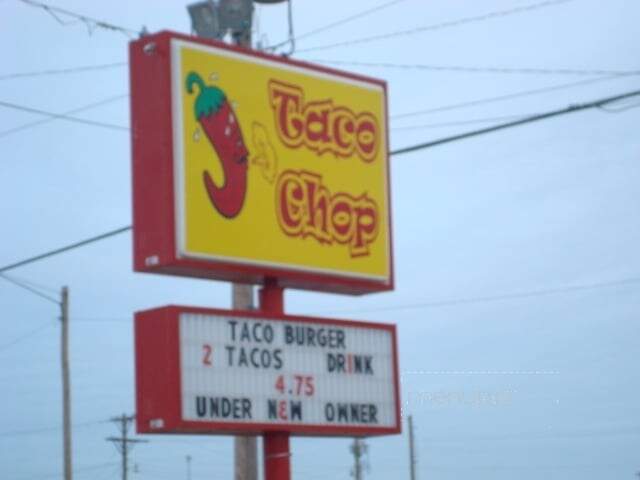 Taco
Chop
TACO BURGER
2 TACOS DRINK
4.75
UNDER NEW OWNER